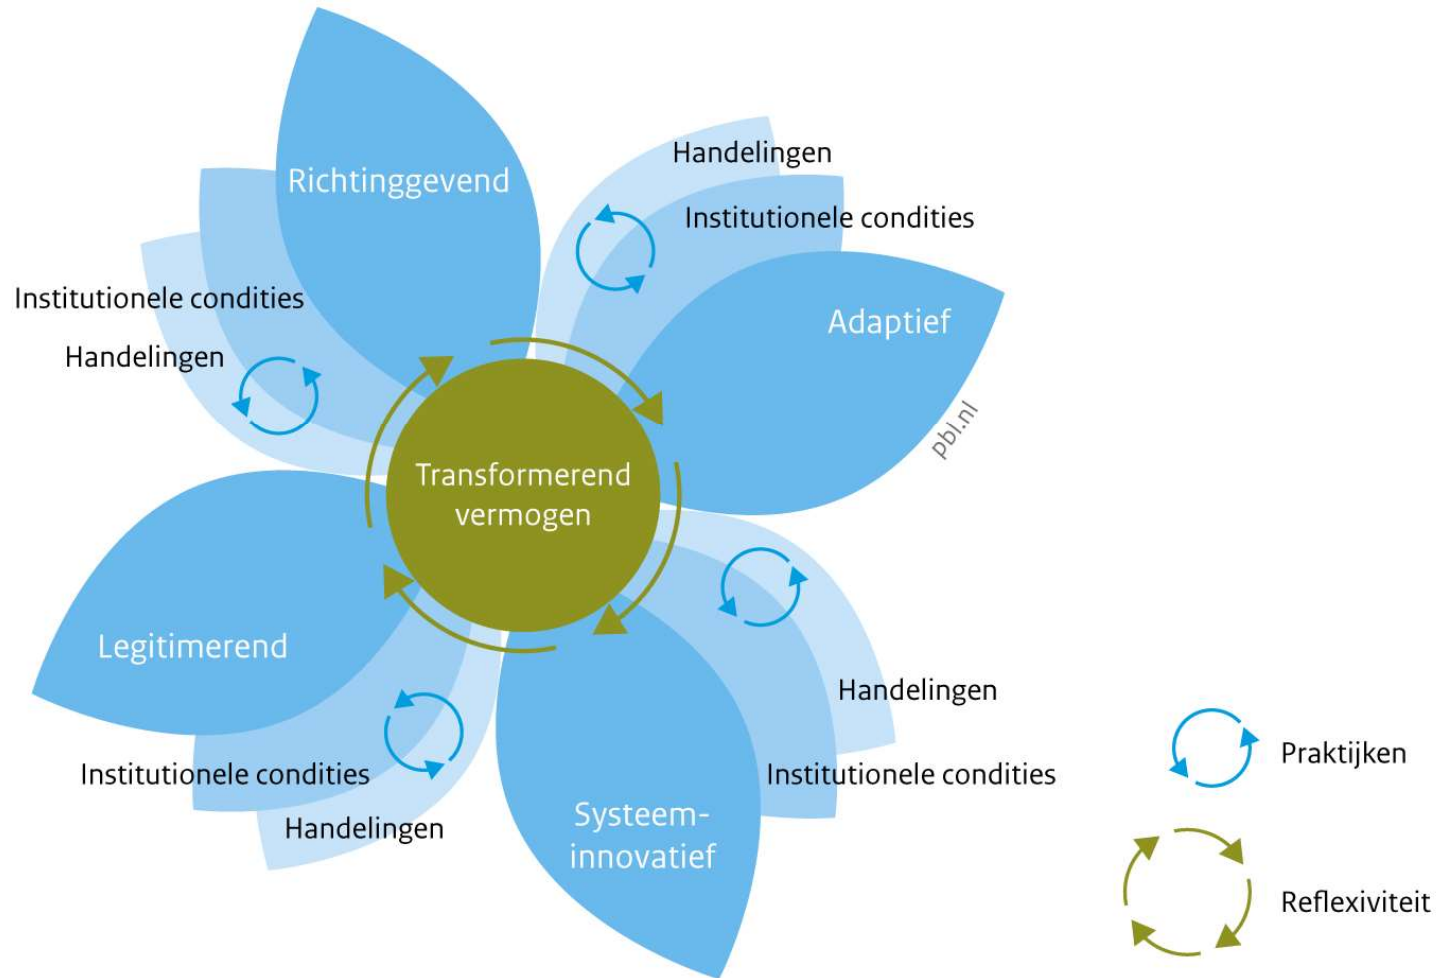 Richtinggevend
Handelingen
Institutionele condities
Adaptief
pbl.nl
Institutionele condities
Handelingen
Transformerend
vermogen
Legitimerend
Institutionele condities
Handelingen
Systeem-
innovatief
Handelingen
Institutionele condities
Praktijken
Reflexiviteit